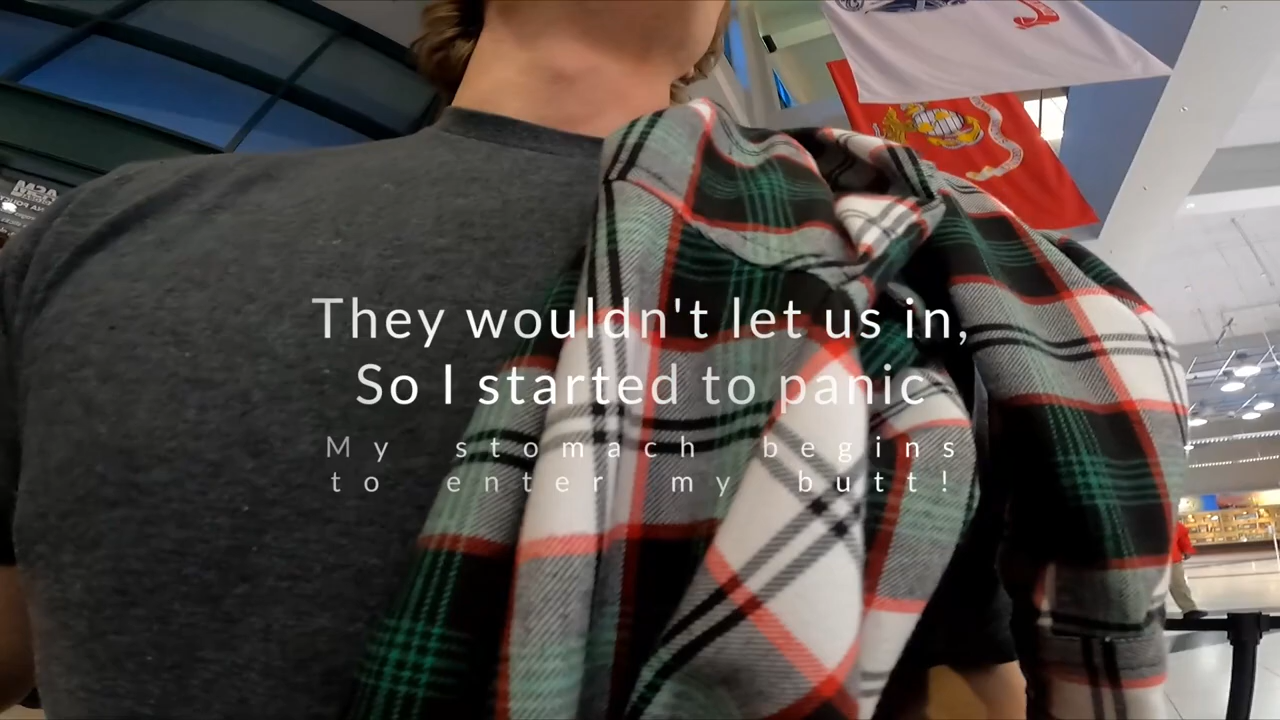 They wouldn't let us in,
So I started to panic
My stomach begins
to enter my butt!